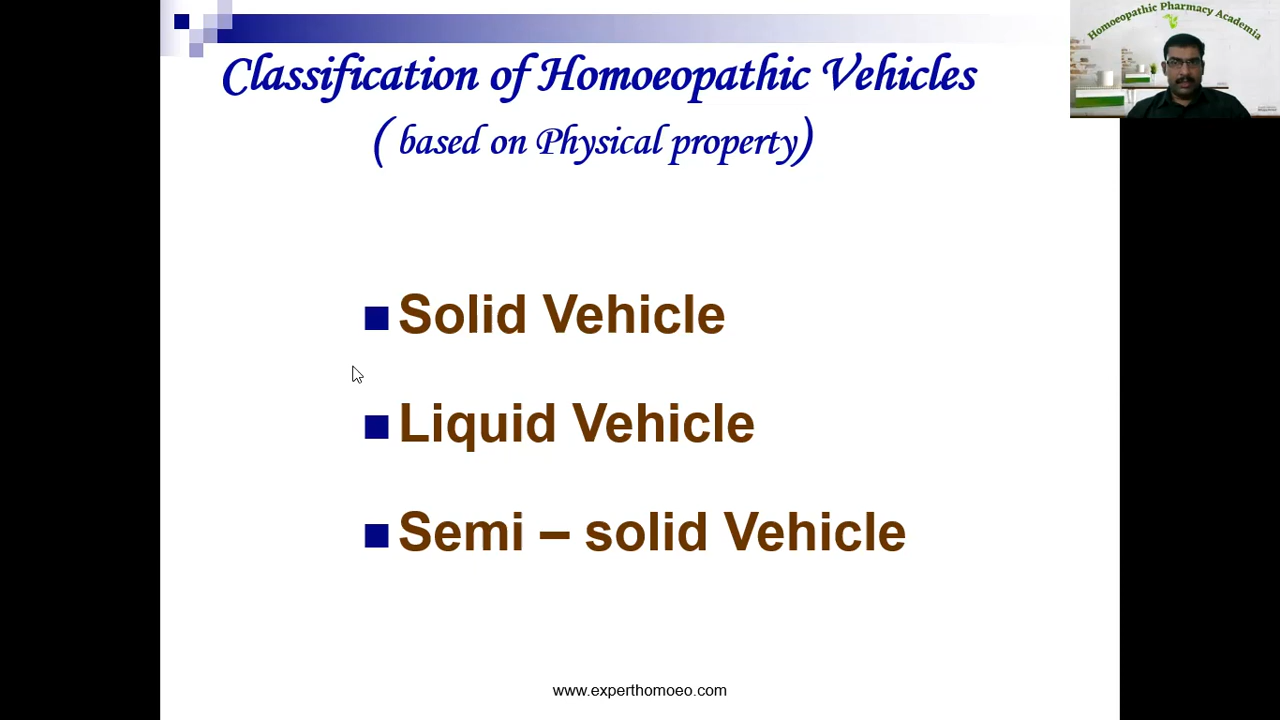 Homoeopathic Pharmacy Academia
Classification of Homoeopathic Vehicles
( based on Physical property)
Solid Vehicle
Liquid Vehicle
Semi – solid Vehicle
www.experthomoeo.com